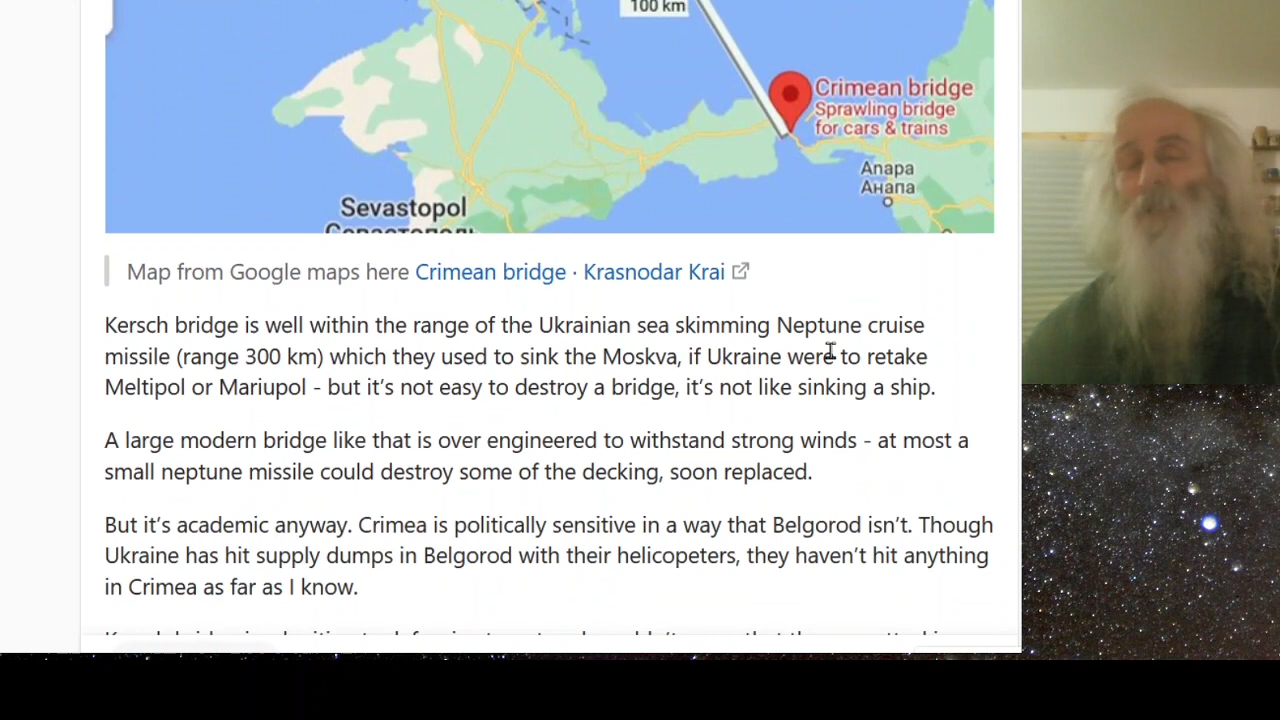 100 km
Crimean bridge
Sprawling bridge
for cars & trains
Anapa
Анапа
Sevastopol
Map from Google maps here Crimean bridge · Krasnodar Krai
Kersch bridge is well within the range of the Ukrainian sea skimming Neptune cruise
missile (range 300 km) which they used to sink the Moskva, if Ukraine were to retake
Meltipol or Mariupol - but it’s not easy to destroy a bridge, it’s not like sinking a ship.
A large modern bridge like that is over engineered to withstand strong winds - at most a
small neptune missile could destroy some of the decking, soon replaced.
But it’s academic anyway. Crimea is politically sensitive in a way that Belgorod isn’t. Though
Ukraine has hit supply dumps in Belgorod with their helicopeters, they haven’t hit anything
in Crimea as far as I know.